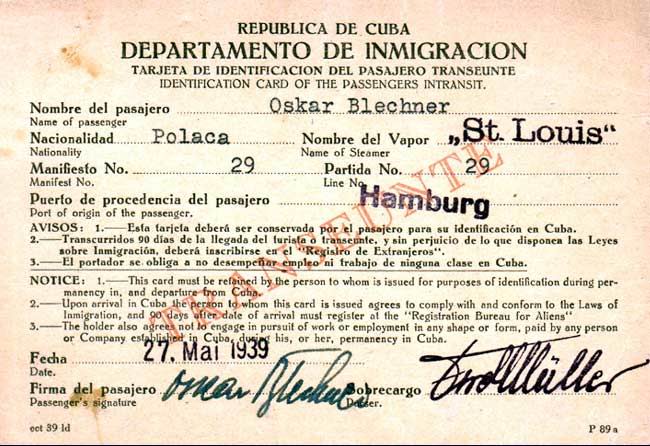 REPUBLICA DE CUBA
DEPARTAMENTO DE INMIGRACION
TARJETA DE IDENTIFICACION DEL PASAJERO TRANSEUNTE
IDENTIFICATION CARD OF THE PASSENGERS INTRANSIT.
Nombre del pasajero Oskar Blechner
Name of passenger
Nacionalidad Polaca Nombre del Vapor „St. Louis“
Nationality Name of Steamer
Manifiesto No. 29 Partida No. 29
Manifest No. Line No.
Puerto de procedencia del pasajero Hamburg
Port of origin of the passenger.
TRANSEUNTE
AVISOS: 1.— Esta tarjeta deberá ser conservada por el pasajero para su identificación en Cuba.
2.— Transcurridos 90 días de la llegada del turista o transeunte, y sin perjuicio de lo que disponen las Leyes
sobre Inmigración, deberá inscribirse en el "Registro de Extranjeros".
3.— El portador se obliga a no desempeñar empleo ni trabajo de ninguna clase en Cuba.
NOTICE: 1.— This card must be retained by the person to whom is issued for purposes of identification during per-
manency in, and departure from Cuba.
2.— Upon arrival in Cuba the person to whom this card is issued agrees to comply with and conform to the Laws of
Inmigration, and 90 days after date of arrival must register at the "Registration Bureau for Aliens"
3.— The holder also agrees not to engage in pursuit of work or employment in any shape or form, paid by any person
or Company established in Cuba, during his, or her, permancency in Cuba.
Fecha 27. Mai 1939
Date.
Firma del pasajero Oskar Blechner Sobrecargo Müller
Passenger's signature Purser.
ect 39 ld P 89 a